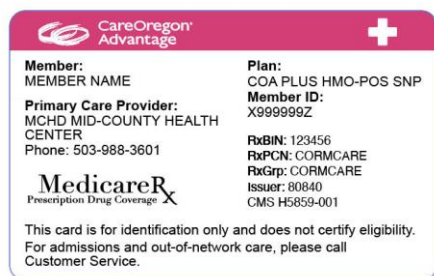 CareOregon®
Advantage
Member:
MEMBER NAME
Primary Care Provider:
MCHD MID-COUNTY HEALTH
CENTER
Phone: 503-988-3601
MedicareRx
Prescription Drug Coverage
Plan:
COA PLUS HMO-POS SNP
Member ID:
X999999Z
RxBIN: 123456
RxPCN: CORMCARE
RxGrp: CORMCARE
Issuer: 80840
CMS H5859-001
This card is for identification only and does not certify eligibility.
For admissions and out-of-network care, please call
Customer Service.